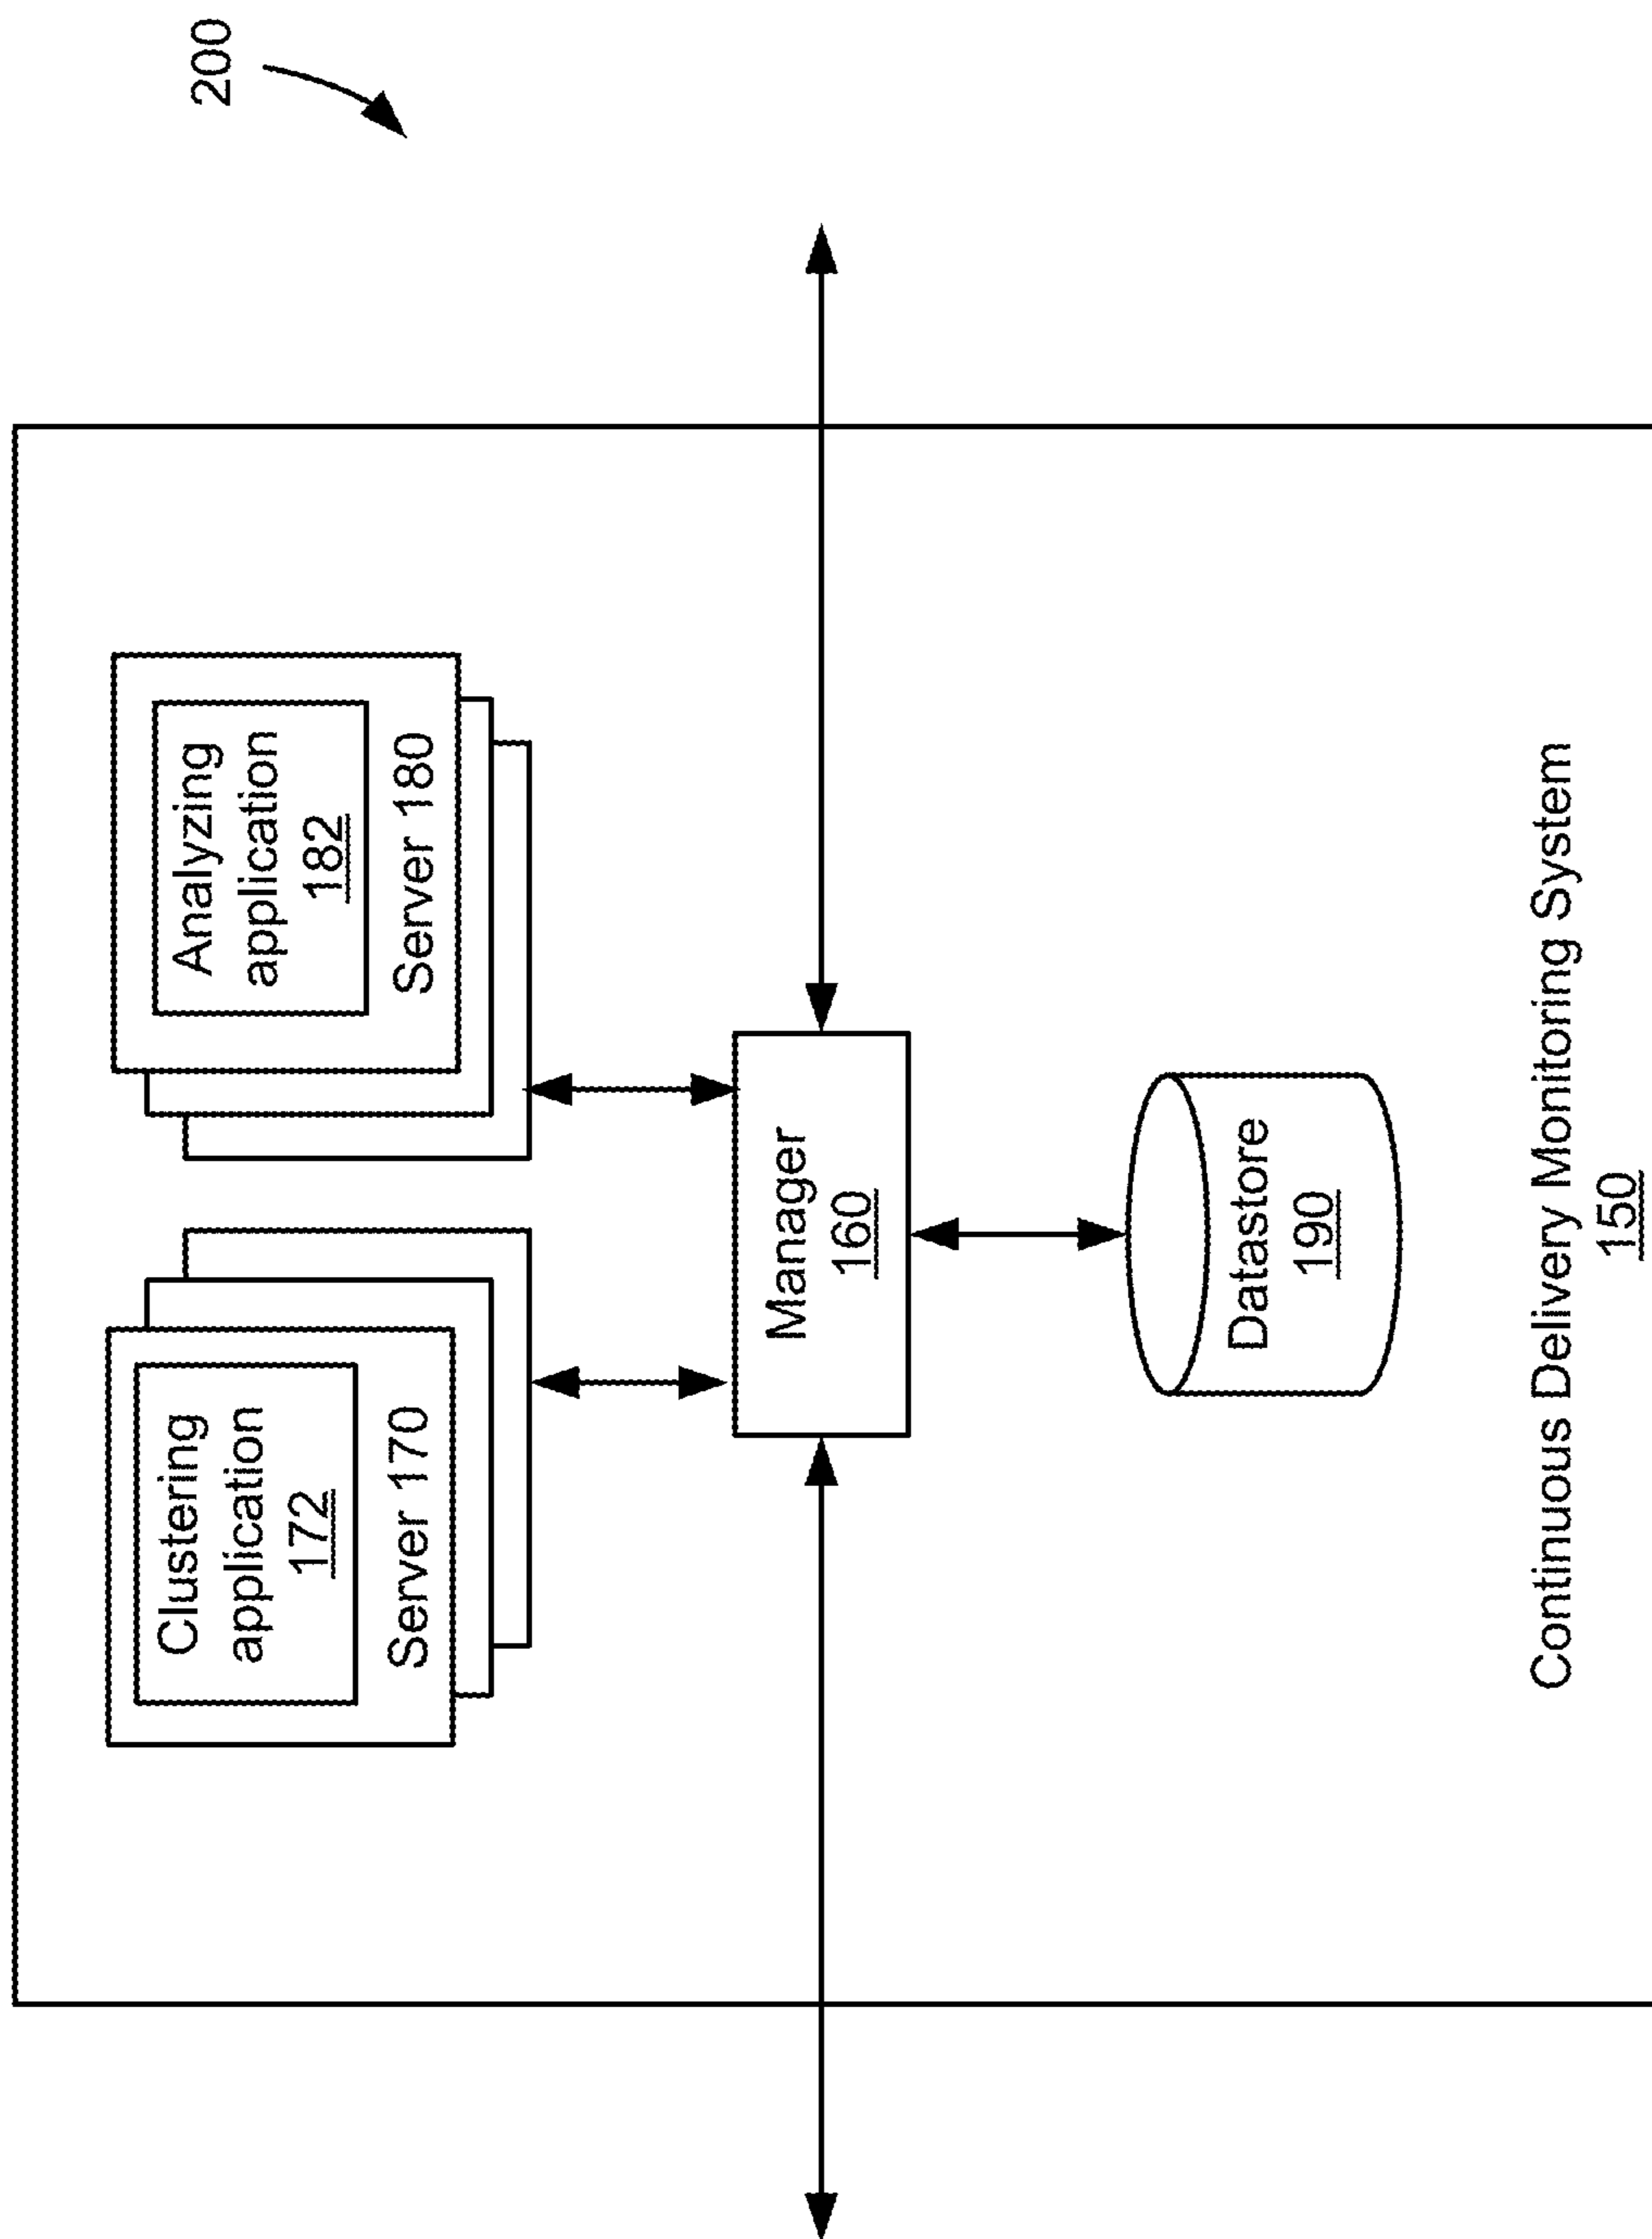 200
Clustering
application
172
Server 170
Analyzing
application
182
Server 180
Manager
160
Datastore
190
Continuous Delivery Monitoring System
150